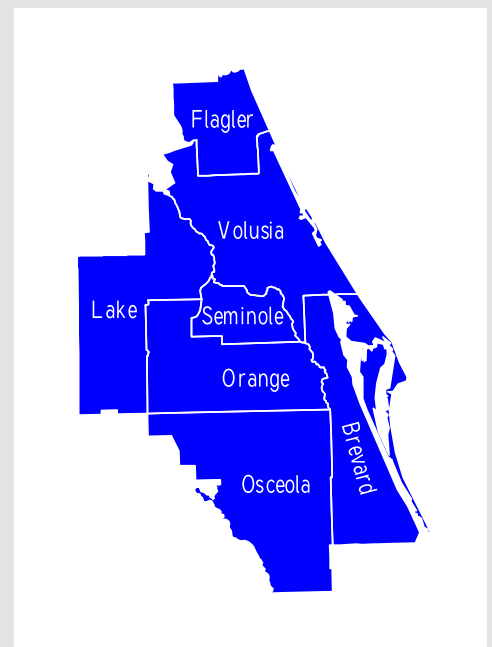 Flagler
Volusia
Lake
Seminole
Orange
Brevard
Osceola